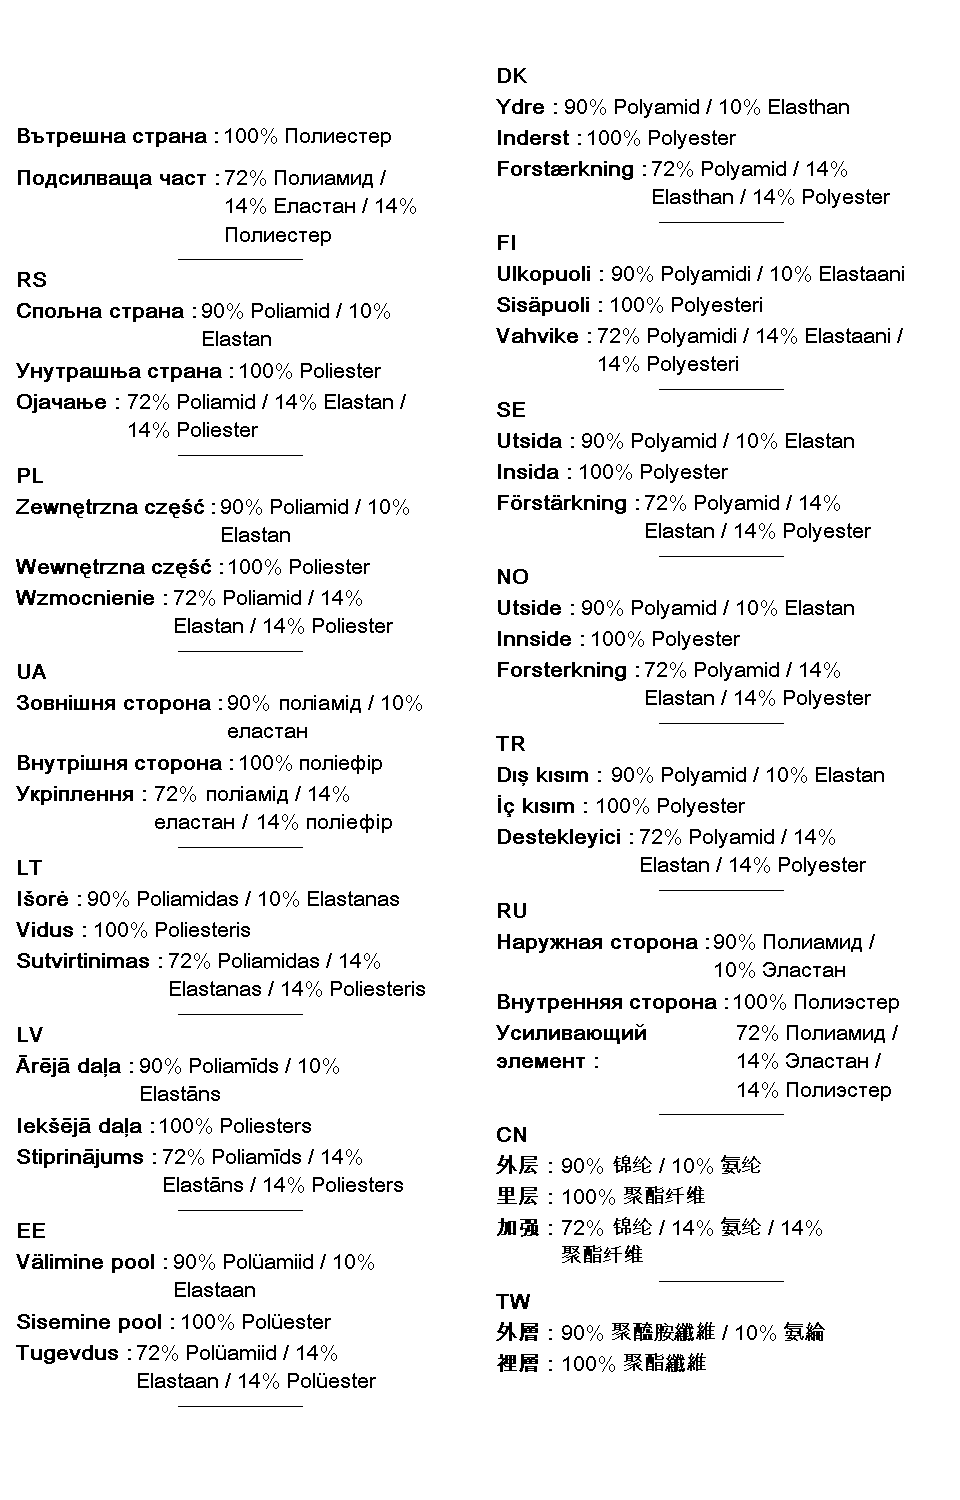 Вътрешна страна : 100% Полиестер
Подсилваща част : 72% Полиамид /
14% Еластан / 14%
Полиестер
RS
Спољна страна : 90% Poliamid / 10%
Elastan
Унутрашња страна : 100% Poliester
Ојачање : 72% Poliamid / 14% Elastan /
14% Poliester
PL
Zewnętrzna część : 90% Poliamid / 10%
Elastan
Wewnętrzna część : 100% Poliester
Wzmocnienie : 72% Poliamid / 14%
Elastan / 14% Poliester
UA
Зовнішня сторона : 90% поліамід / 10%
еластан
Внутрішня сторона : 100% поліефір
Укріплення : 72% поліамід / 14%
еластан / 14% поліефір
LT
Išorė : 90% Poliamidas / 10% Elastanas
Vidus : 100% Poliesteris
Sutvirtinimas : 72% Poliamidas / 14%
Elastanas / 14% Poliesteris
LV
Ārējā daļa : 90% Poliamīds / 10%
Elastāns
Iekšējā daļa : 100% Poliesters
Stiprinājums : 72% Poliamīds / 14%
Elastāns / 14% Poliesters
EE
Välimine pool : 90% Polüamiid / 10%
Elastaan
Sisemine pool : 100% Polüester
Tugevdus : 72% Polüamiid / 14%
Elastaan / 14% Polüester
DK
Ydre : 90% Polyamid / 10% Elasthan
Inderst : 100% Polyester
Forstærkning : 72% Polyamid / 14%
Elasthan / 14% Polyester
FI
Ulkopuoli : 90% Polyamidi / 10% Elastaani
Sisäpuoli : 100% Polyesteri
Vahvike : 72% Polyamidi / 14% Elastaani /
14% Polyesteri
SE
Utsida : 90% Polyamid / 10% Elastan
Insida : 100% Polyester
Förstärkning : 72% Polyamid / 14%
Elastan / 14% Polyester
NO
Utside : 90% Polyamid / 10% Elastan
Innside : 100% Polyester
Forsterkning : 72% Polyamid / 14%
Elastan / 14% Polyester
TR
Dış kısım : 90% Polyamid / 10% Elastan
İç kısım : 100% Polyester
Destekleyici : 72% Polyamid / 14%
Elastan / 14% Polyester
RU
Наружная сторона : 90% Полиамид /
10% Эластан
Внутренняя сторона : 100% Полиэстер
Усиливающий 72% Полиамид /
элемент : 14% Эластан /
14% Полиэстер
CN
外层 : 90% 锦纶 / 10% 氨纶
里层 : 100% 聚酯纤维
加强 : 72% 锦纶 / 14% 氨纶 / 14%
聚酯纤维
TW
外層 : 90% 聚醯胺纖維 / 10% 氨綸
裡層 : 100% 聚酯纖維